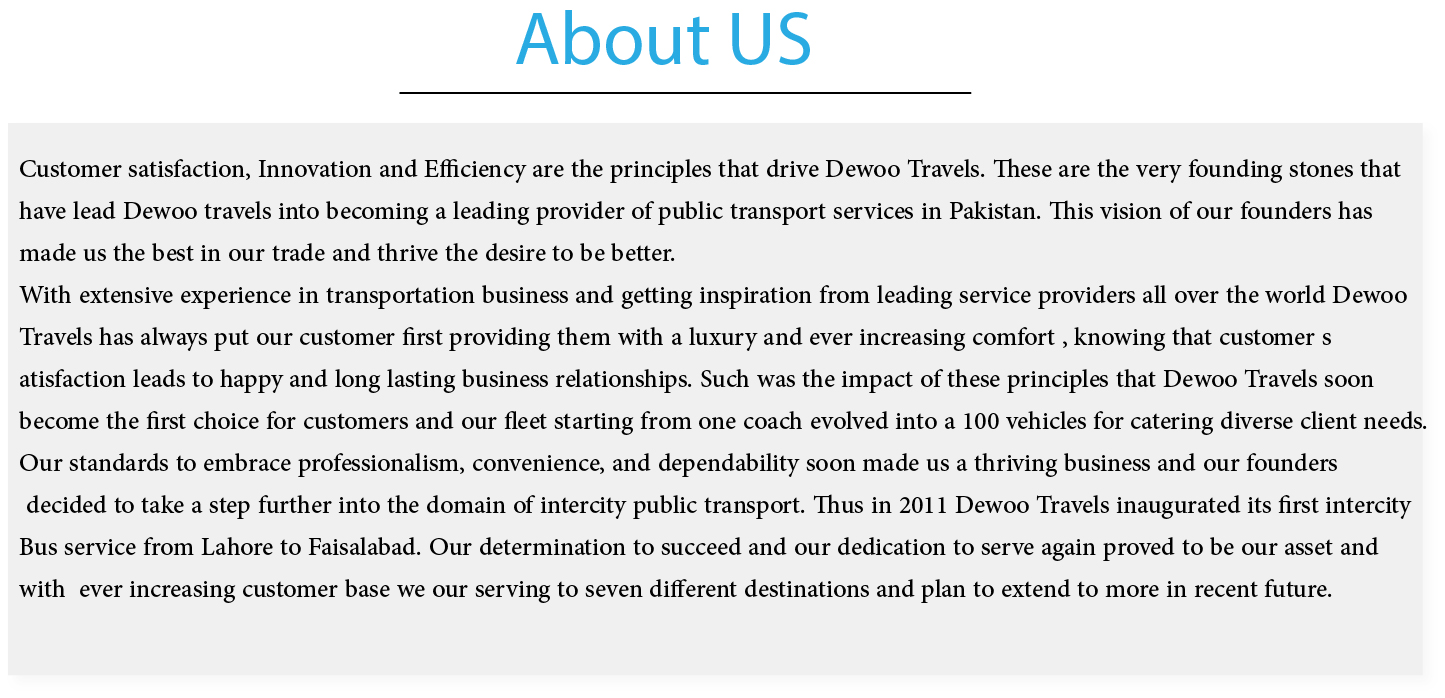 About US
Customer satisfaction, Innovation and Efficiency are the principles that drive Dewoo Travels. These are the very founding stones that
have lead Dewoo travels into becoming a leading provider of public transport services in Pakistan. This vision of our founders has
made us the best in our trade and thrive the desire to be better.
With extensive experience in transportation business and getting inspiration from leading service providers all over the world Dewoo
Travels has always put our customer first providing them with a luxury and ever increasing comfort , knowing that customer s
atisfaction leads to happy and long lasting business relationships. Such was the impact of these principles that Dewoo Travels soon
become the first choice for customers and our fleet starting from one coach evolved into a 100 vehicles for catering diverse client needs.
Our standards to embrace professionalism, convenience, and dependability soon made us a thriving business and our founders
decided to take a step further into the domain of intercity public transport. Thus in 2011 Dewoo Travels inaugurated its first intercity
Bus service from Lahore to Faisalabad. Our determination to succeed and our dedication to serve again proved to be our asset and
with  ever increasing customer base we our serving to seven different destinations and plan to extend to more in recent future.